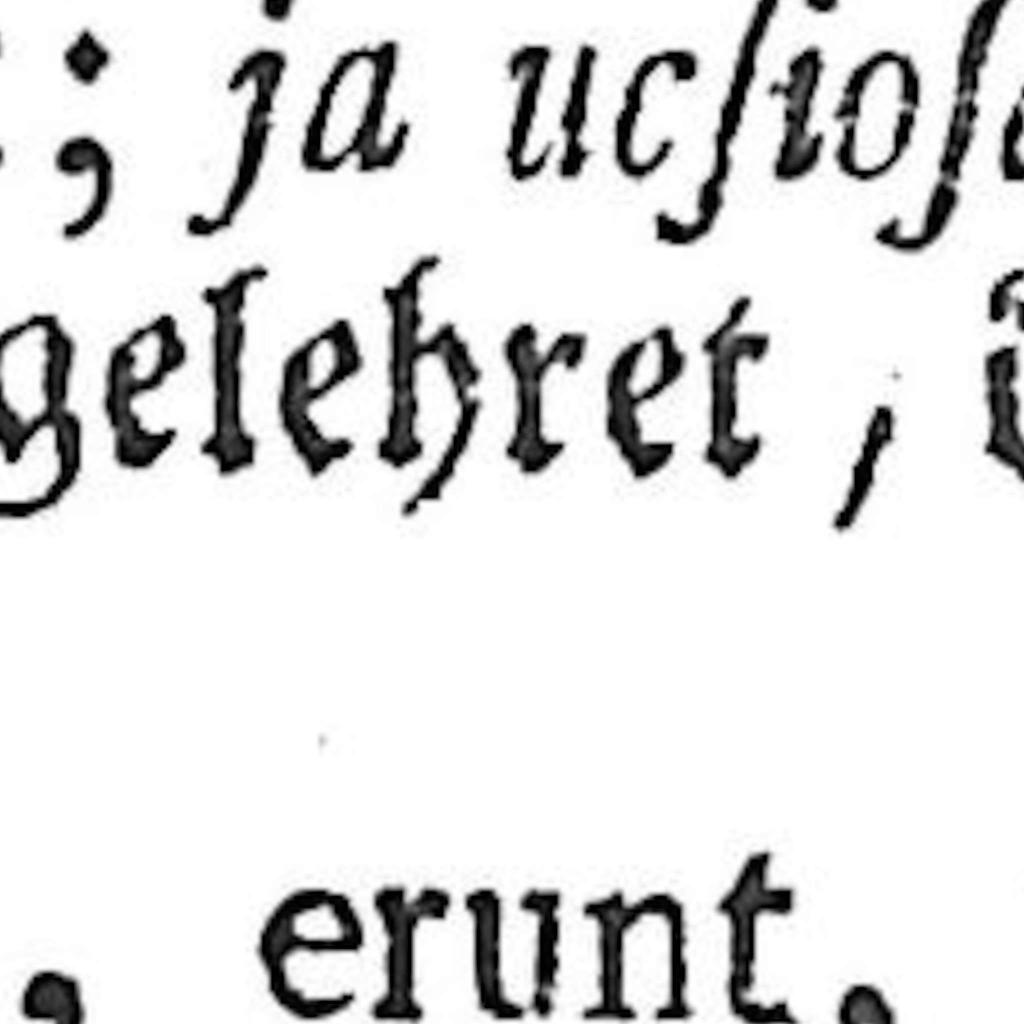 ; ja ucſioſ
gelehret ,
erunt,